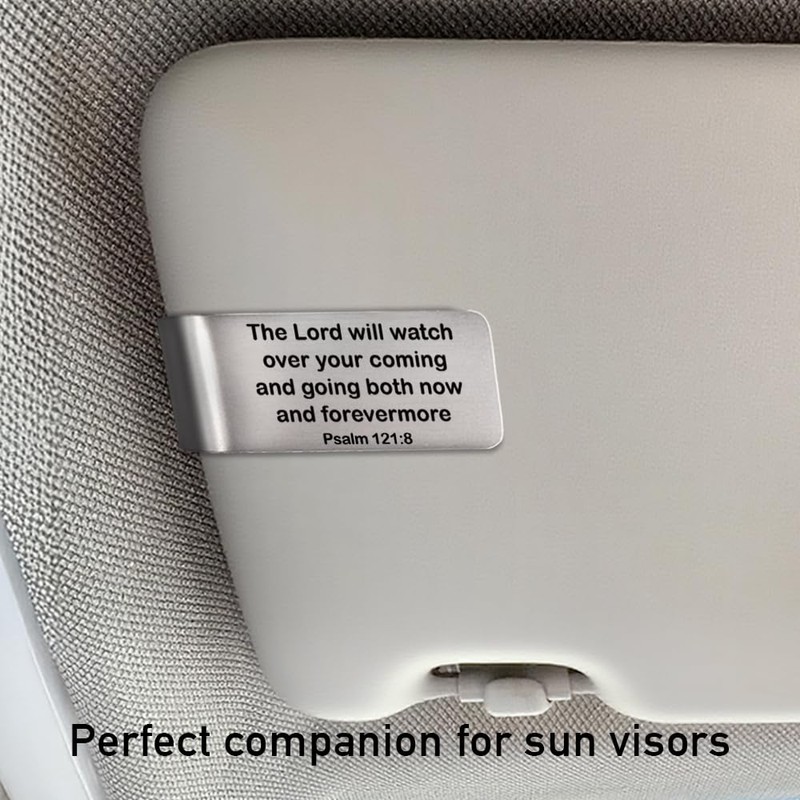 The Lord will watch
over your coming
and going both now
and forevermore
Psalm 121:8
Perfect companion for sun visors